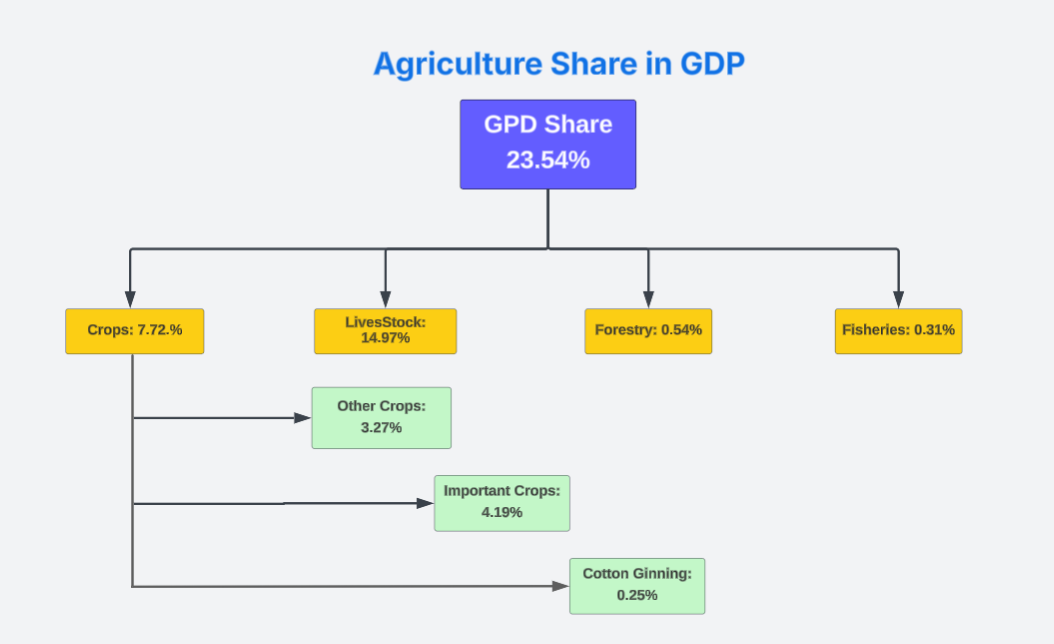 Agriculture Share in GDP
GPD Share
23.54%
Crops: 7.72.%
LivesStock:
14.97%
Forestry: 0.54%
Fisheries: 0.31%
Other Crops:
3.27%
Important Crops:
4.19%
Cotton Ginning:
0.25%